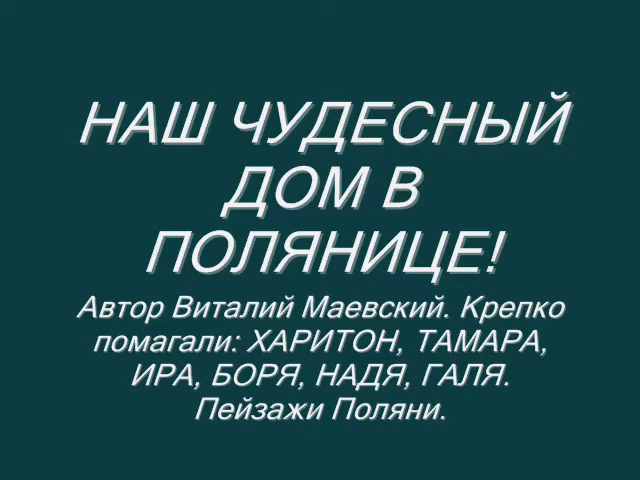 НАШ ЧУДЕСНЫЙ
ДОМ В
ПОЛЯНИЦЕ!
Автор Виталий Маевский. Крепко
помагали: ХАРИТОН, ТАМАРА,
ИРА, БОРЯ, НАДЯ, ГАЛЯ.
Пейзажи Поляни.